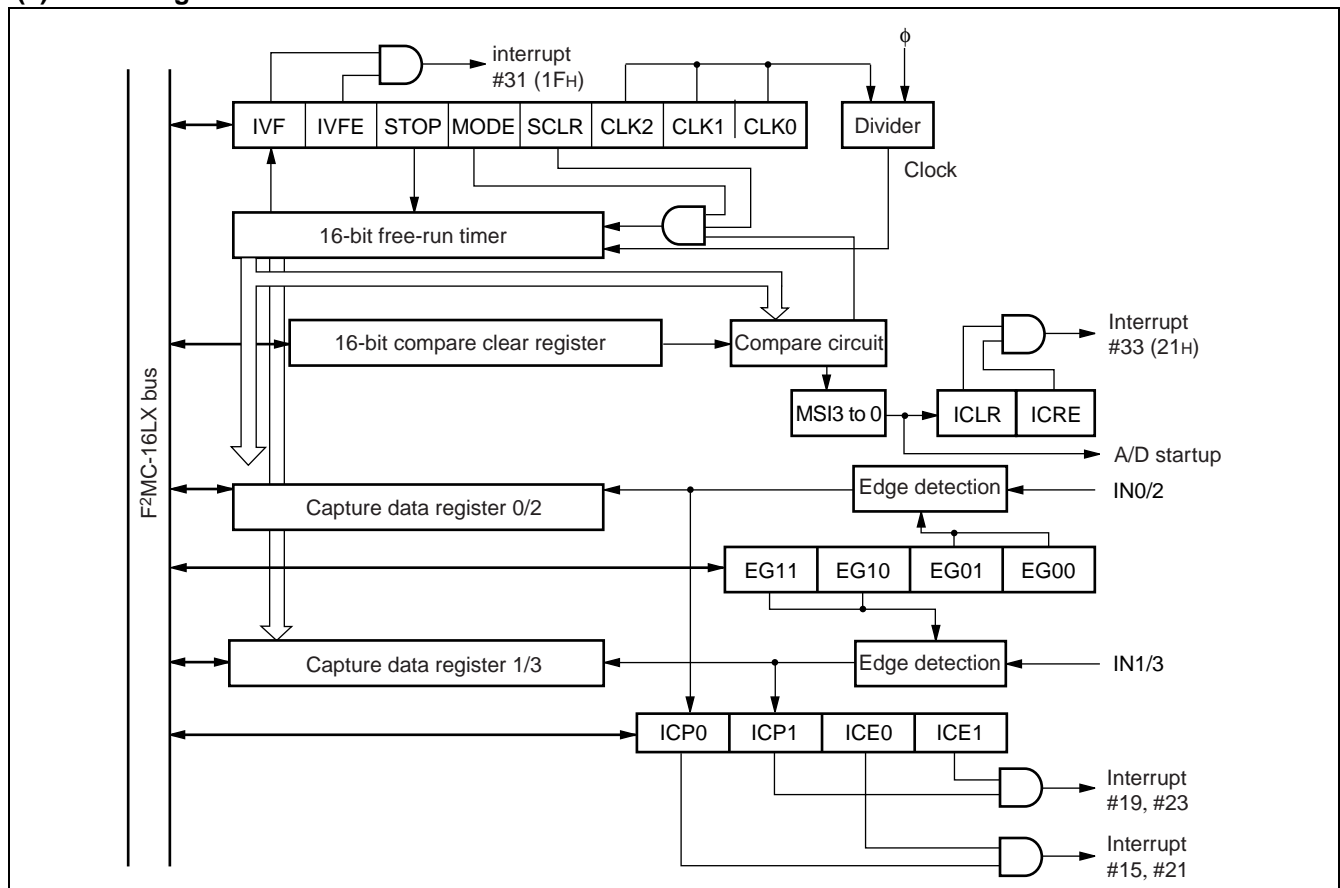 ϕ
interrupt
#31 (1FH)
IVF IVFE STOP MODE SCLR CLK2 CLK1 CLK0
Divider
Clock
16-bit free-run timer
16-bit compare clear register
Compare circuit
Interrupt
#33 (21H)
MSI3 to 0
ICLR ICRE
A/D startup
F²MC-16LX bus
Capture data register 0/2
Edge detection
IN0/2
EG11 EG10 EG01 EG00
Capture data register 1/3
Edge detection
IN1/3
ICP0 ICP1 ICE0 ICE1
Interrupt
#19, #23
Interrupt
#15, #21